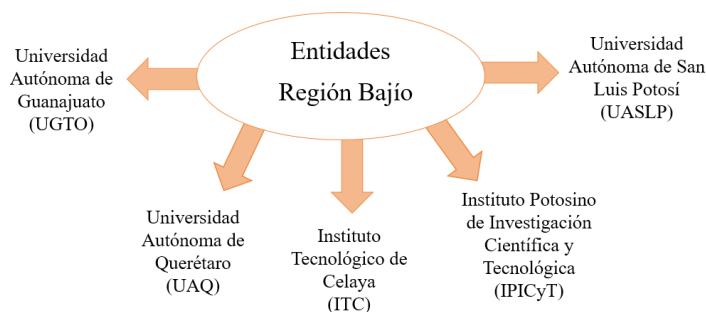 Entidades
Región Bajío
Universidad
Autónoma de
Guanajuato
(UGTO)
Universidad
Autónoma de
Querétaro
(UAQ)
Instituto
Tecnológico de
Celaya
(ITC)
Instituto Potosino
de Investigación
Científica y
Tecnológica
(IPICyT)
Universidad
Autónoma de San
Luis Potosí
(UASLP)